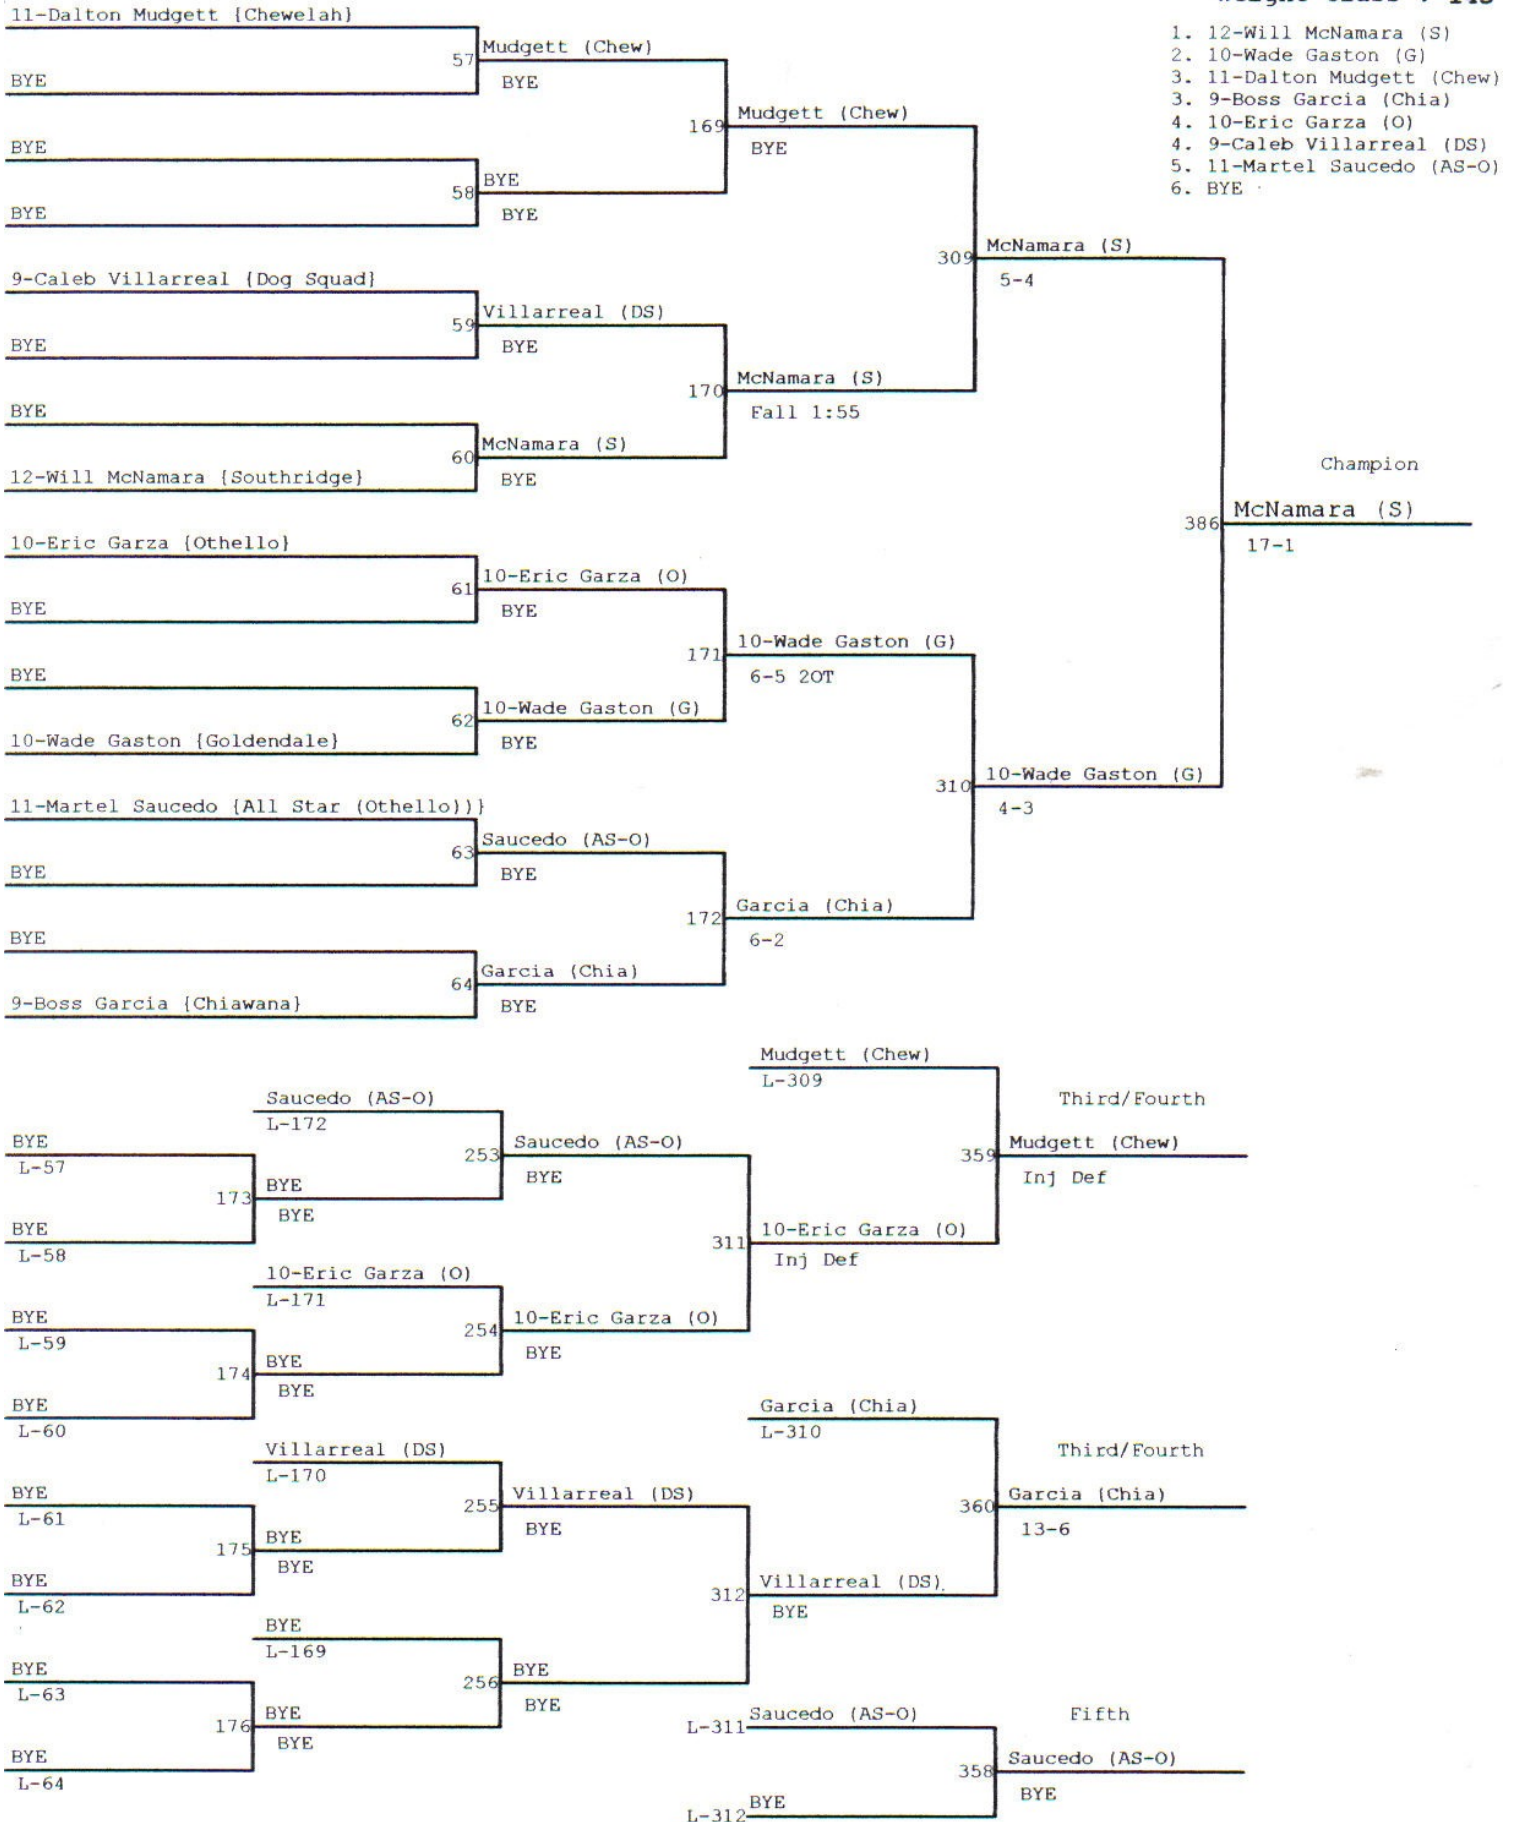 Weight Class : 145
1. 12-Will McNamara (S)
2. 10-Wade Gaston (G)
3. 11-Dalton Mudgett (Chew)
3. 9-Boss Garcia (Chia)
4. 10-Eric Garza (O)
4. 9-Caleb Villarreal (DS)
5. 11-Martel Saucedo (AS-O)
6. BYE
11-Dalton Mudgett {Chewelah}
57 Mudgett (Chew)
BYE
BYE
169 Mudgett (Chew)
BYE
BYE
58 BYE
BYE
BYE
309 McNamara (S)
5-4
9-Caleb Villarreal {Dog Squad}
59 Villarreal (DS)
BYE
BYE
170 McNamara (S)
Fall 1:55
BYE
60 McNamara (S)
12-Will McNamara {Southridge}
BYE
Champion
386 McNamara (S)
17-1
10-Eric Garza {Othello}
61 10-Eric Garza (O)
BYE
BYE
171 10-Wade Gaston (G)
6-5 2OT
BYE
62 10-Wade Gaston (G)
10-Wade Gaston {Goldendale}
BYE
310 10-Wade Gaston (G)
4-3
11-Martel Saucedo {All Star (Othello))}
63 Saucedo (AS-O)
BYE
BYE
172 Garcia (Chia)
6-2
BYE
64 Garcia (Chia)
9-Boss Garcia {Chiawana}
BYE
Mudgett (Chew)
L-309
Saucedo (AS-O)
L-172
Third/Fourth
BYE
L-57
253 Saucedo (AS-O)
BYE
359 Mudgett (Chew)
Inj Def
173 BYE
BYE
BYE
L-58
311 10-Eric Garza (O)
Inj Def
10-Eric Garza (O)
L-171
BYE
L-59
254 10-Eric Garza (O)
BYE
174 BYE
BYE
BYE
L-60
Garcia (Chia)
L-310
Villarreal (DS)
L-170
Third/Fourth
BYE
L-61
255 Villarreal (DS)
BYE
360 Garcia (Chia)
13-6
175 BYE
BYE
BYE
L-62
312 Villarreal (DS)
BYE
BYE
L-169
BYE
L-63
256 BYE
BYE
176 BYE
BYE
L-311 Saucedo (AS-O)
Fifth
BYE
L-64
358 Saucedo (AS-O)
BYE
L-312 BYE